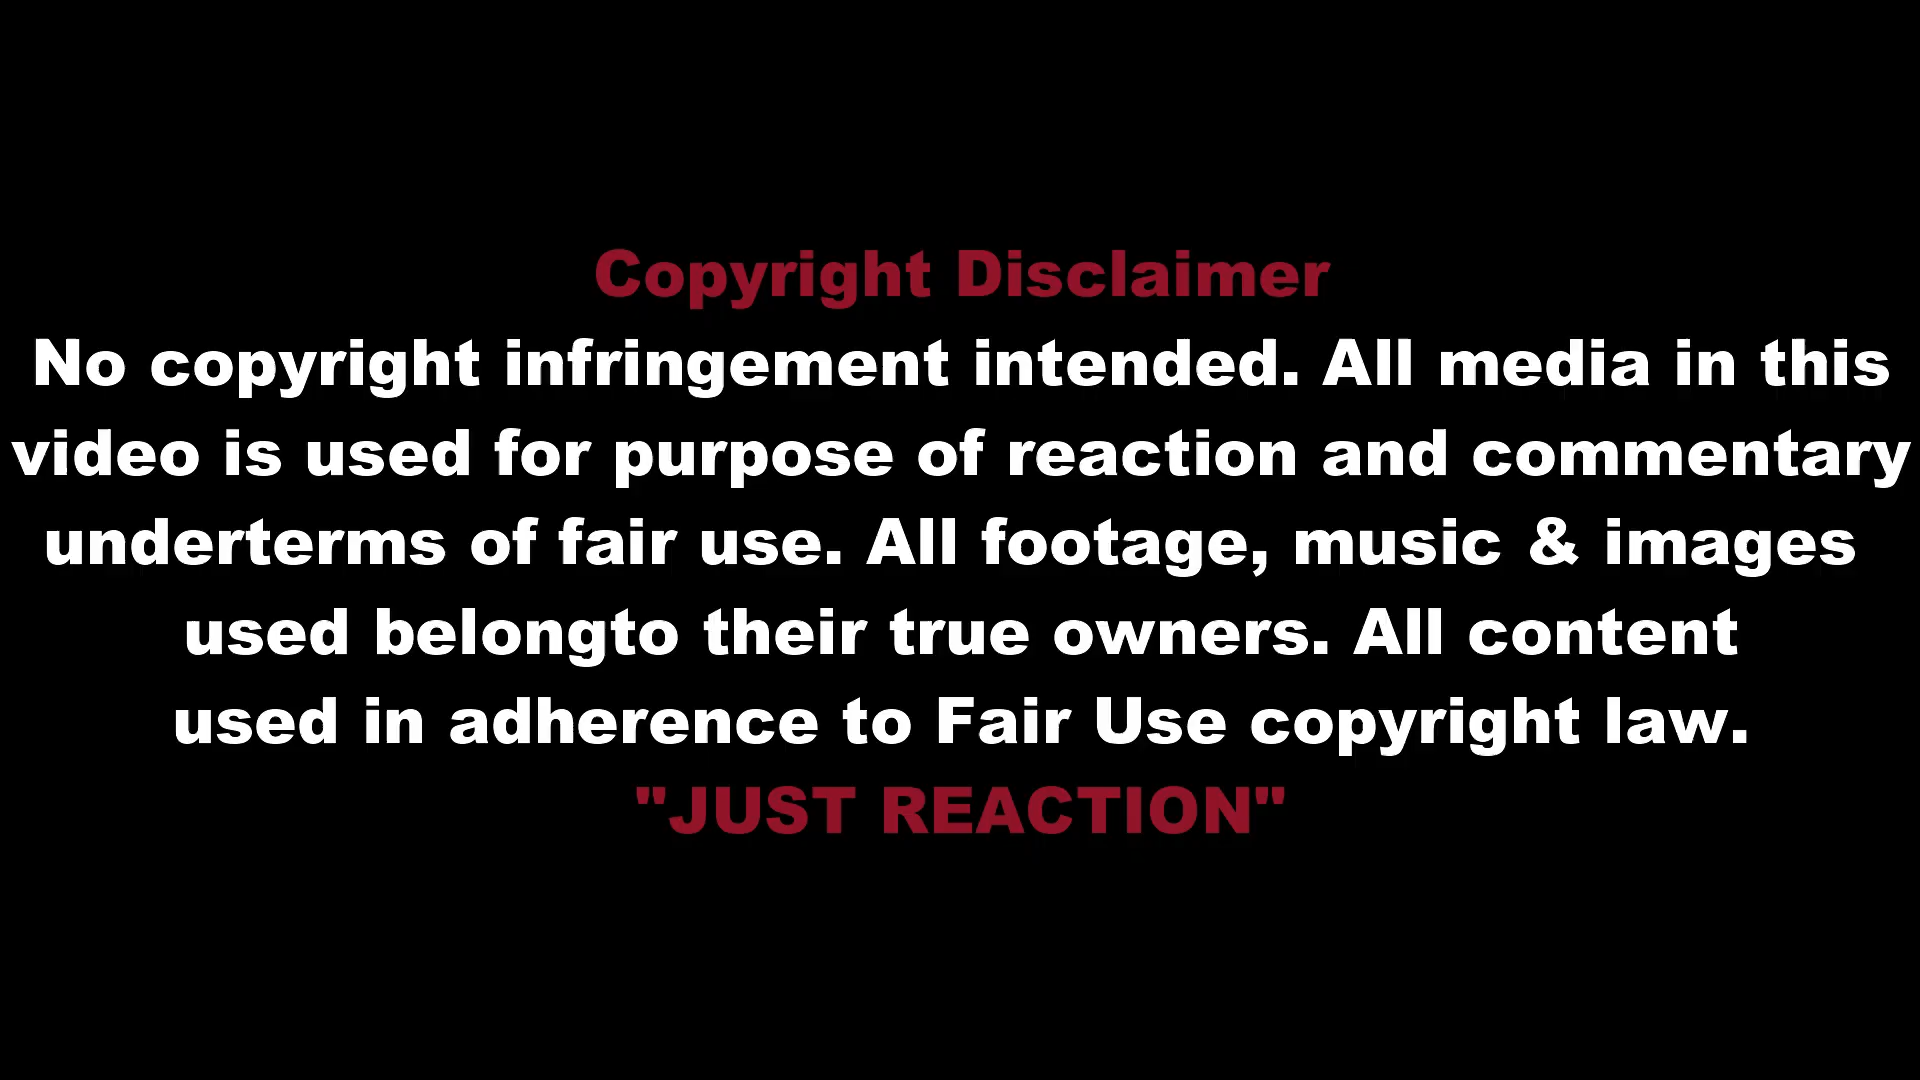 Copyright Disclaimer
No copyright infringement intended. All media in this
video is used for purpose of reaction and commentary
underterms of fair use. All footage, music & images
used belongto their true owners. All content
used in adherence to Fair Use copyright law.
"JUST REACTION"